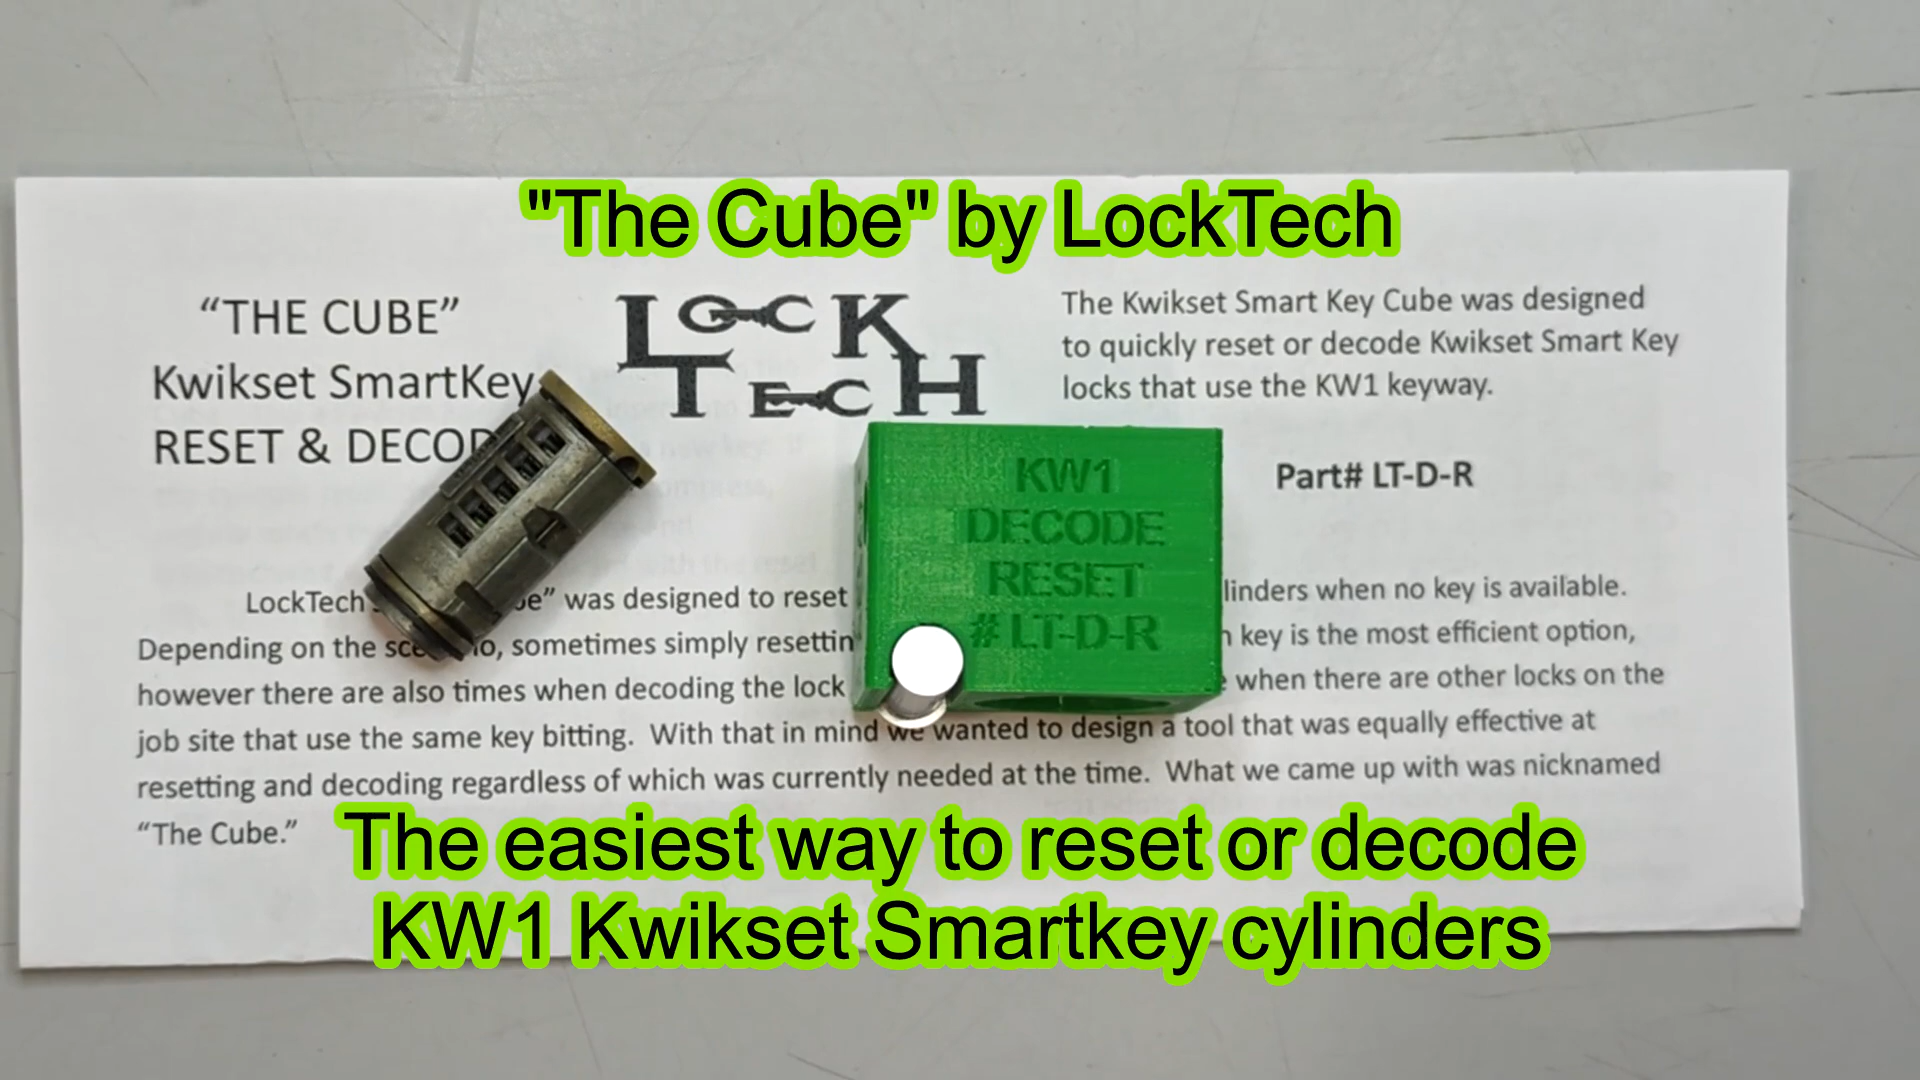 "The Cube" by LockTech
“THE CUBE”
Kwikset SmartKey
RESET & DECOD
LOCK
TECH
The Kwikset Smart Key Cube was designed
to quickly reset or decode Kwikset Smart Key
locks that use the KW1 keyway.
Part# LT-D-R
KW1
DECODE
RESET
# LT-D-R
LockTech be” was designed to reset linders when no key is available.
Depending on the sce io, sometimes simply resettin key is the most efficient option,
however there are also times when decoding the lock when there are other locks on the
job site that use the same key bitting. With that in mind we wanted to design a tool that was equally effective at
resetting and decoding regardless of which was currently needed at the time. What we came up with was nicknamed
“The Cube.”
The easiest way to reset or decode
KW1 Kwikset Smartkey cylinders